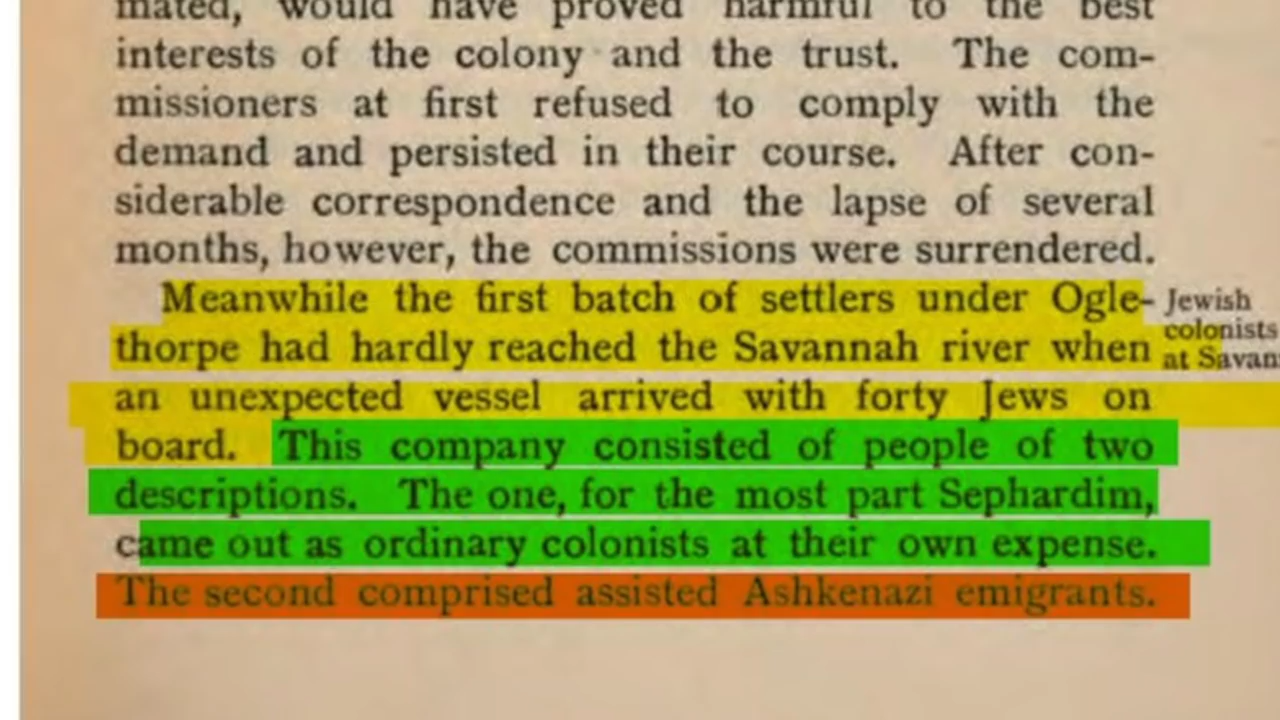 mated, would have proved harmful to the best
interests of the colony and the trust. The com-
missioners at first refused to comply with the
demand and persisted in their course. After con-
siderable correspondence and the lapse of several
months, however, the commissions were surrendered.
Meanwhile the first batch of settlers under Ogle-
thorpe had hardly reached the Savannah river when
an unexpected vessel arrived with forty Jews on
board. This company consisted of people of two
descriptions. The one, for the most part Sephardim,
came out as ordinary colonists at their own expense.
The second comprised assisted Ashkenazi emigrants.
Jewish
colonists
at Savan